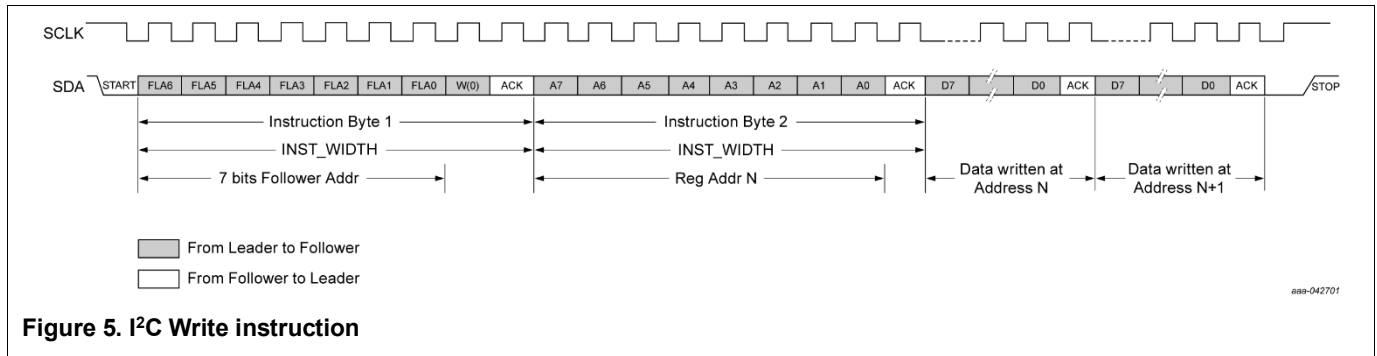 SCLK
SDA START FLA6 FLA5 FLA4 FLA3 FLA2 FLA1 FLA0 W(0) ACK A7 A6 A5 A4 A3 A2 A1 A0 ACK D7 D0 ACK D7 D0 ACK STOP
Instruction Byte 1 Instruction Byte 2
INST_WIDTH INST_WIDTH
7 bits Follower Addr Reg Addr N Data written at Data written at
Address N Address N+1
From Leader to Follower
From Follower to Leader
aaa-042701
Figure 5. I²C Write instruction